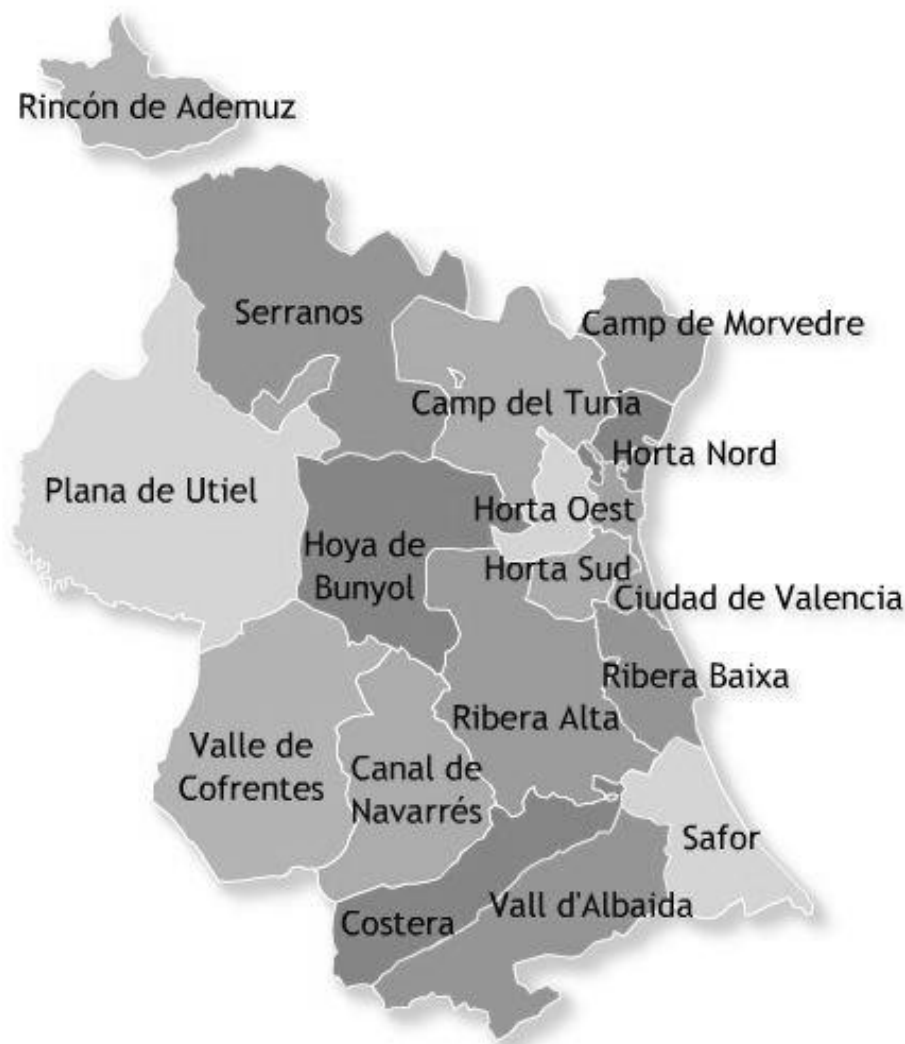 Rincón de Ademuz
Serranos
Camp de Morvedre
Camp del Turia
Horta Nord
Plana de Utiel
Horta Oest
Hoya de
Bunyol
Horta Sud
Ciudad de Valencia
Ribera Baixa
Ribera Alta
Valle de
Cofrentes
Canal de
Navarrés
Safor
Vall d'Albaida
Costera